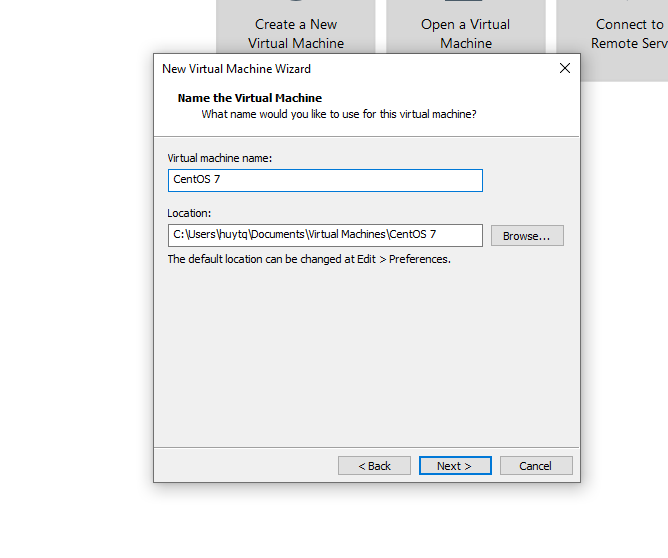 Create a New
Virtual Machine
Open a Virtual
Machine
Connect to
Remote Serv
New Virtual Machine Wizard
Name the Virtual Machine
What name would you like to use for this virtual machine?
Virtual machine name:
CentOS 7
Location:
C:\Users\huytq\Documents\Virtual Machines\CentOS 7
Browse...
The default location can be changed at Edit > Preferences.
< Back
Next >
Cancel